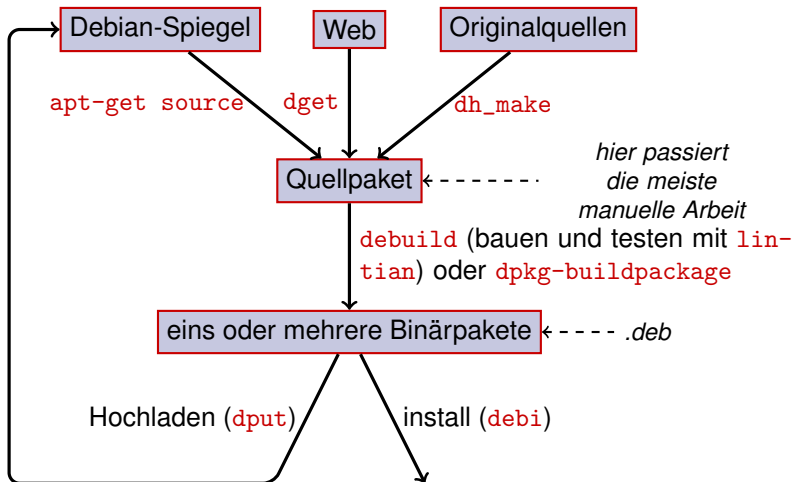 Debian-Spiegel
Web
Originalquellen
apt-get source
dget
dh_make
hier passiert
die meiste
manuelle Arbeit
Quellpaket
debuild (bauen und testen mit lin-
tian) oder dpkg-buildpackage
eins oder mehrere Binärpakete
.deb
Hochladen (dput)
install (debi)